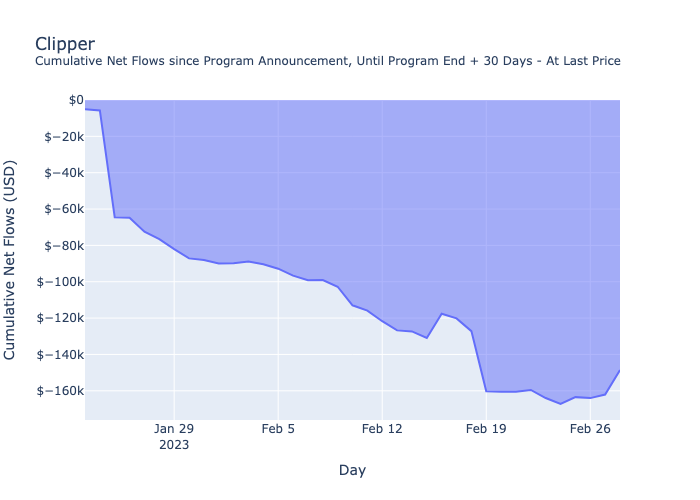 Clipper
Cumulative Net Flows since Program Announcement, Until Program End + 30 Days - At Last Price
Cumulative Net Flows (USD)
$0
$−20k
$−40k
$−60k
$−80k
$−100k
$−120k
$−140k
$−160k
Jan 29
2023
Feb 5
Feb 12
Feb 19
Feb 26
Day